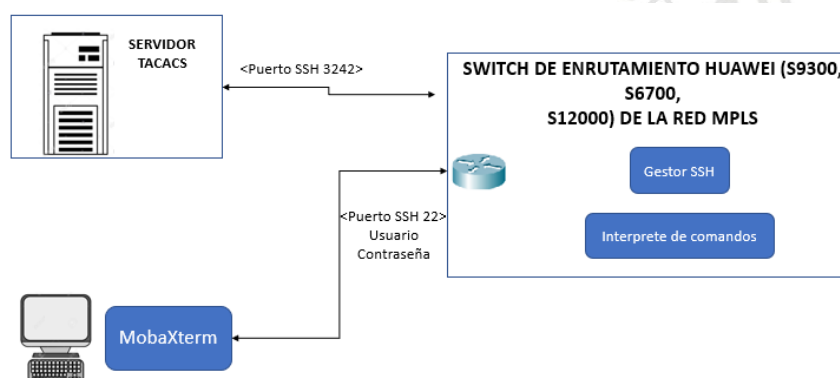 SERVIDOR
TACACS
<Puerto SSH 3242>
SWITCH DE ENRUTAMIENTO HUAWEI (S9300,
S6700,
S12000) DE LA RED MPLS
Gestor SSH
<Puerto SSH 22>
Usuario
Contraseña
Interprete de comandos
MobaXterm